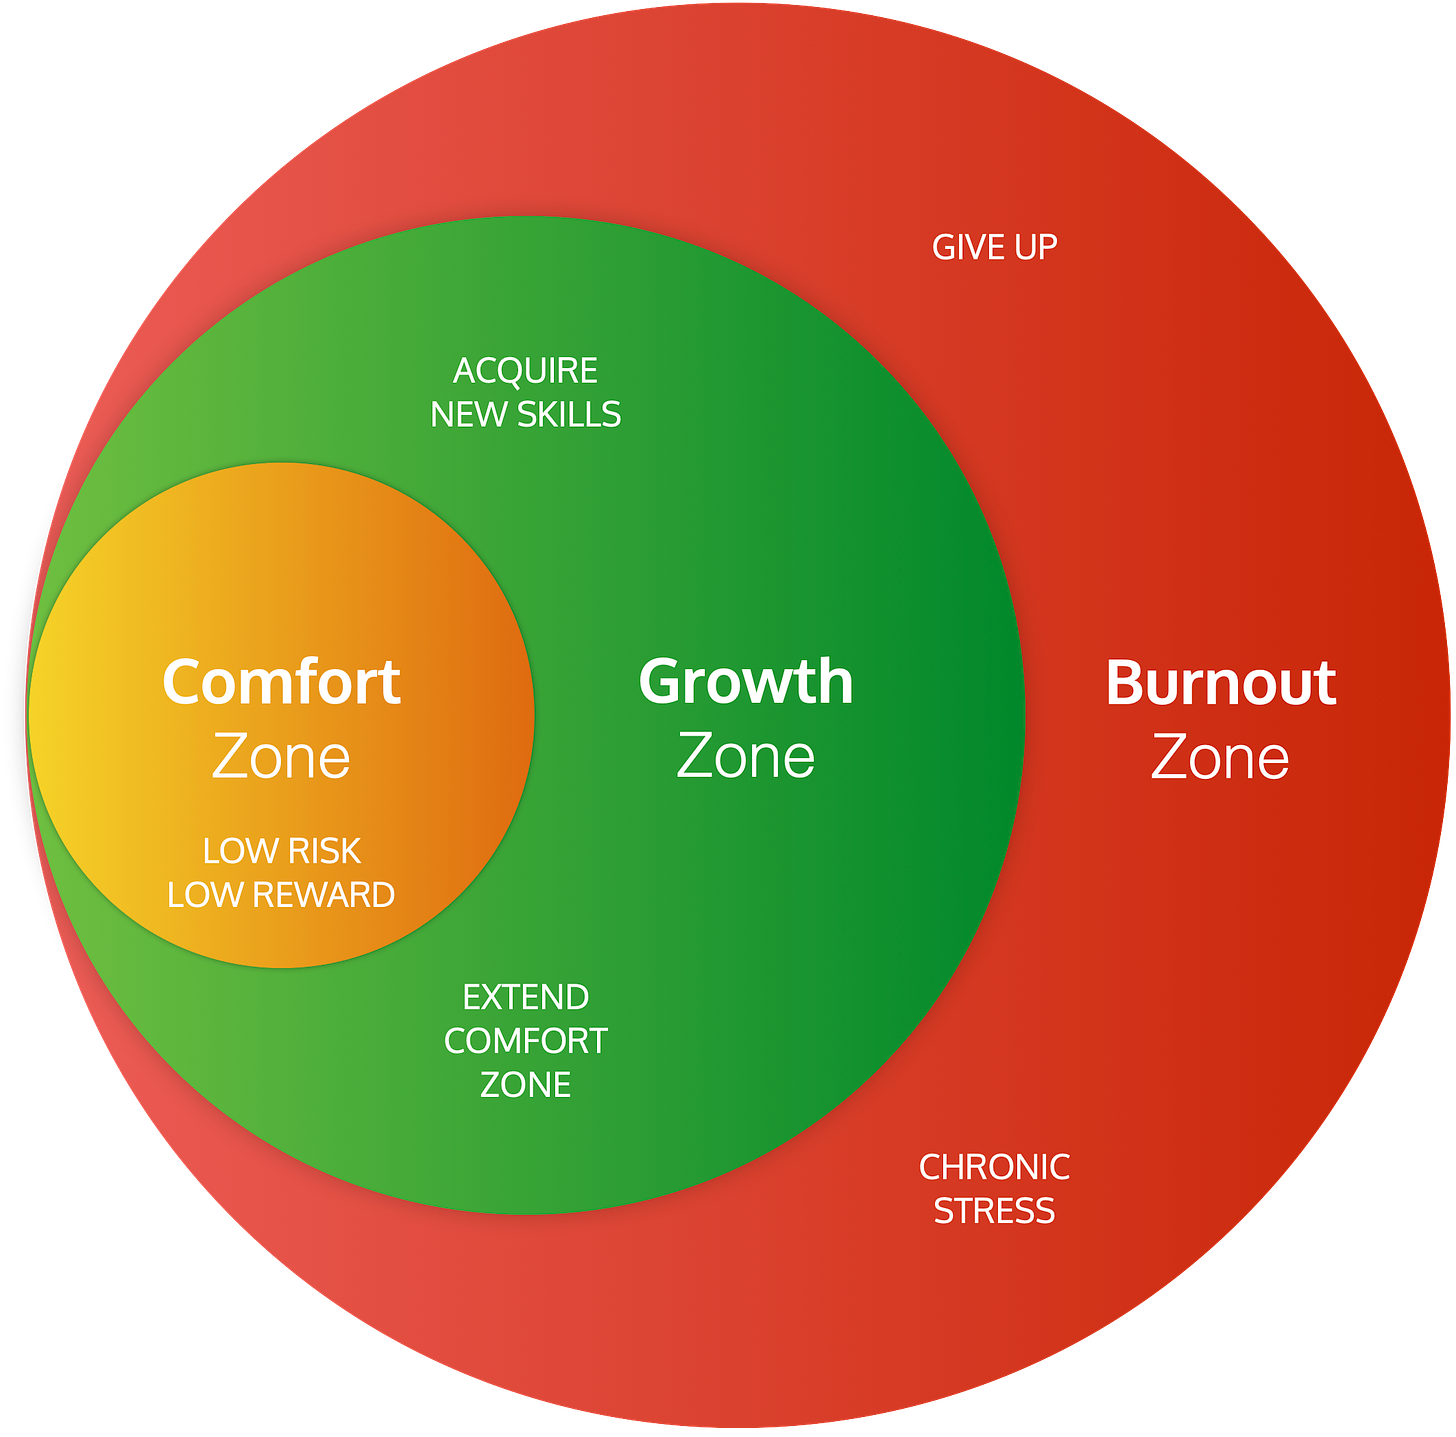 GIVE UP
ACQUIRE
NEW SKILLS
Comfort
Zone
LOW RISK
LOW REWARD
Growth
Zone
Burnout
Zone
EXTEND
COMFORT
ZONE
CHRONIC
STRESS